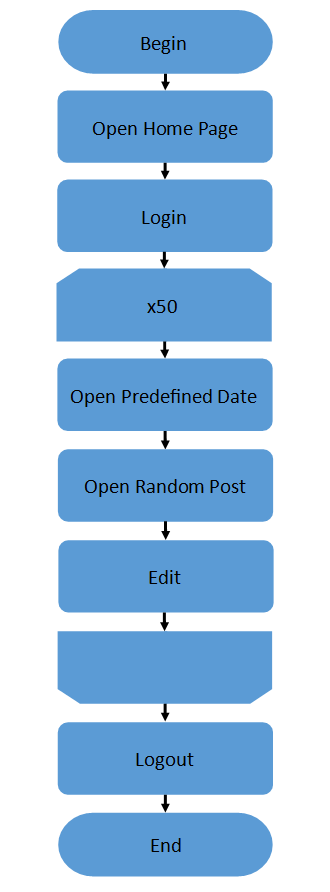 Begin
Open Home Page
Login
x50
Open Predefined Date
Open Random Post
Edit
Logout
End